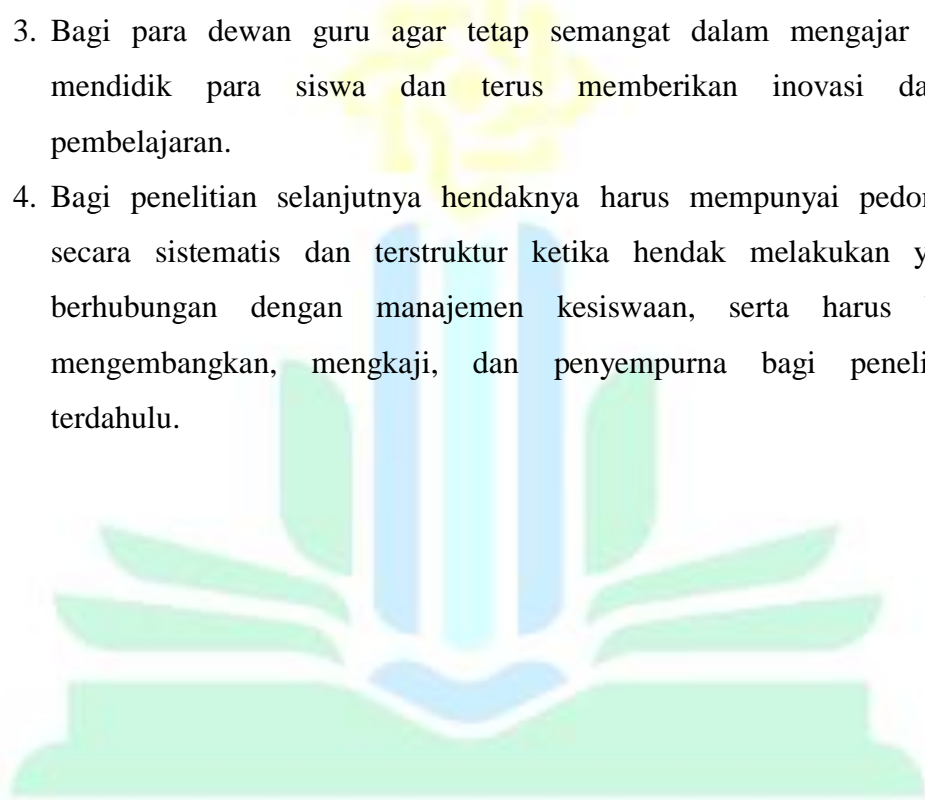 3. Bagi para dewan guru agar tetap semangat dalam mengajar
mendidik para siswa dan terus memberikan inovasi
pembelajaran.
4. Bagi penelitian selanjutnya hendaknya harus mempunyai
secara sistematis dan terstruktur ketika hendak melakukan
berhubungan dengan manajemen kesiswaan, serta harus
mengembangkan, mengkaji, dan penyempurna bagi
terdahulu.